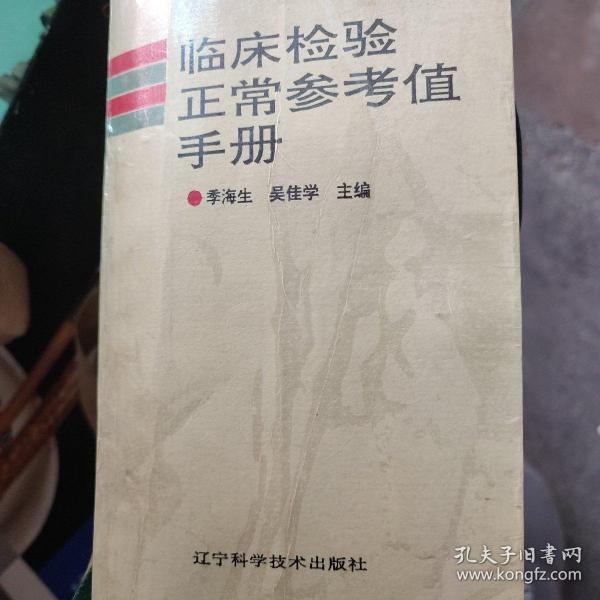 临床检验
正常参考值
手册
季海生 吴佳学 主编
辽宁科学技术出版社
孔夫子旧书网
www.kongfz.com